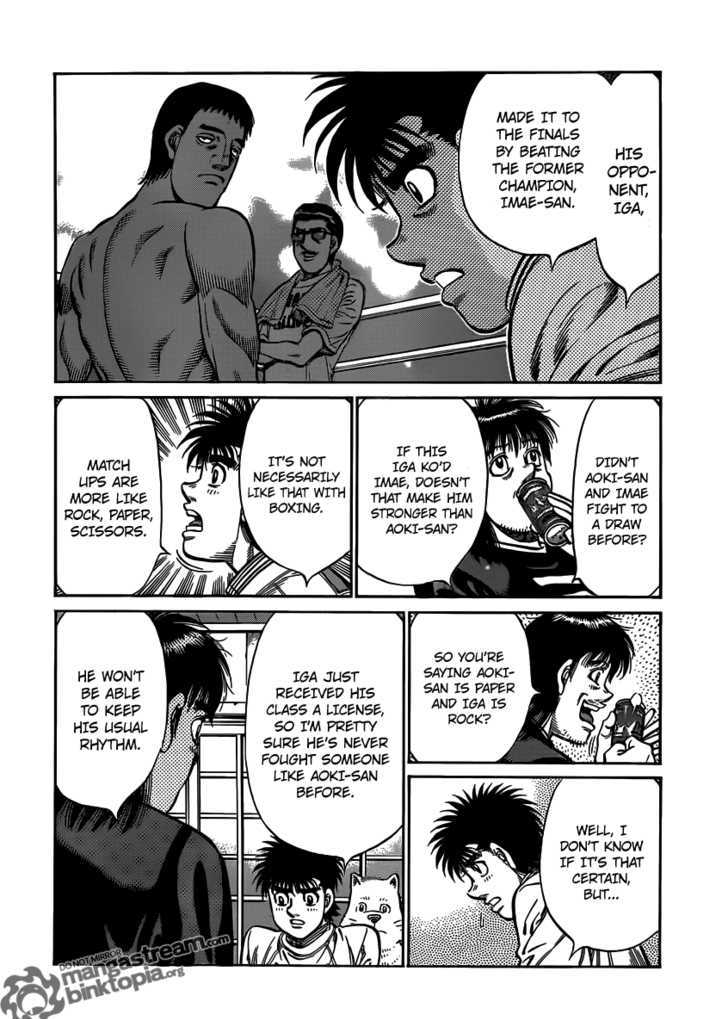 HIS
OPPO-
NENT,
IGA,
MADE IT TO
THE FINALS
BY BEATING
THE FORMER
CHAMPION,
IMAE-SAN.
DIDN'T
AOKI-SAN
AND IMAE
FIGHT TO
A DRAW
BEFORE?
IF THIS
IGA KO'D
IMAE, DOESN'T
THAT MAKE HIM
STRONGER THAN
AOKI-SAN?
IT'S NOT
NECESSARILY
LIKE THAT WITH
BOXING.
MATCH
UPS ARE
MORE LIKE
ROCK, PAPER,
SCISSORS.
SO YOU'RE
SAYING AOKI-
SAN IS PAPER
AND IGA IS
ROCK?
WELL, I
DON'T KNOW
IF IT'S THAT
CERTAIN,
BUT...
IGA JUST
RECEIVED HIS
CLASS A LICENSE,
SO I'M PRETTY
SURE HE'S NEVER
FOUGHT SOMEONE
LIKE AOKI-SAN
BEFORE.
HE WON'T
BE ABLE
TO KEEP
HIS USUAL
RHYTHM.
DO NOT MIRROR
mangastream.com
binktopia.org